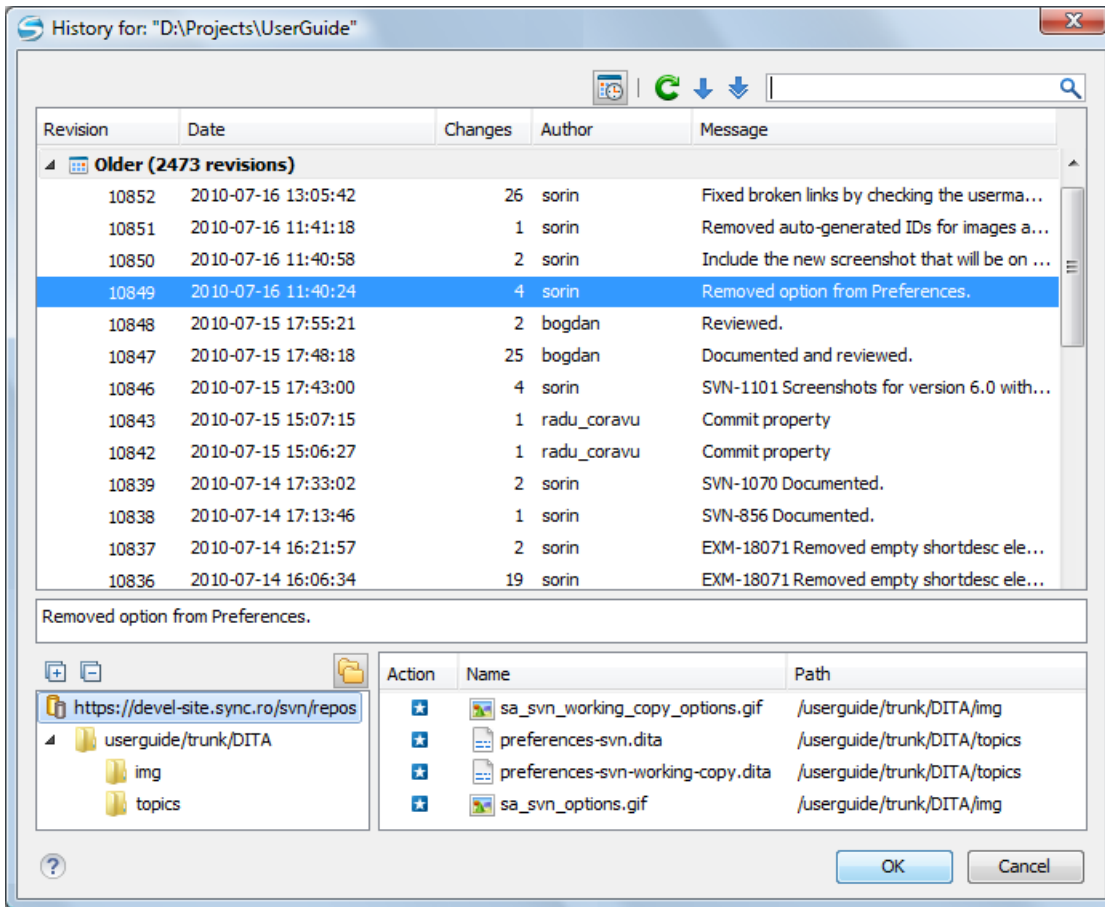 History for: "D:\Projects\UserGuide"
Revision Date Changes Author Message
Older (2473 revisions)
10852 2010-07-16 13:05:42 26 sorin Fixed broken links by checking the userma...
10851 2010-07-16 11:41:18 1 sorin Removed auto-generated IDs for images a...
10850 2010-07-16 11:40:58 2 sorin Include the new screenshot that will be on ...
10849 2010-07-16 11:40:24 4 sorin Removed option from Preferences.
10848 2010-07-15 17:55:21 2 bogdan Reviewed.
10847 2010-07-15 17:48:18 25 bogdan Documented and reviewed.
10846 2010-07-15 17:43:00 4 sorin SVN-1101 Screenshots for version 6.0 with...
10843 2010-07-15 15:07:15 1 radu_coravu Commit property
10842 2010-07-15 15:06:27 1 radu_coravu Commit property
10839 2010-07-14 17:33:02 2 sorin SVN-1070 Documented.
10838 2010-07-14 17:13:46 1 sorin SVN-856 Documented.
10837 2010-07-14 16:21:57 2 sorin EXM-18071 Removed empty shortdesc ele...
10836 2010-07-14 16:06:34 19 sorin EXM-18071 Removed empty shortdesc ele...
Removed option from Preferences.
https://devel-site.sync.ro/svn/repos
userguide/trunk/DITA
img
topics
Action Name Path
sa_svn_working_copy_options.gif /userguide/trunk/DITA/img
preferences-svn.dita /userguide/trunk/DITA/topics
preferences-svn-working-copy.dita /userguide/trunk/DITA/topics
sa_svn_options.gif /userguide/trunk/DITA/img
OK Cancel